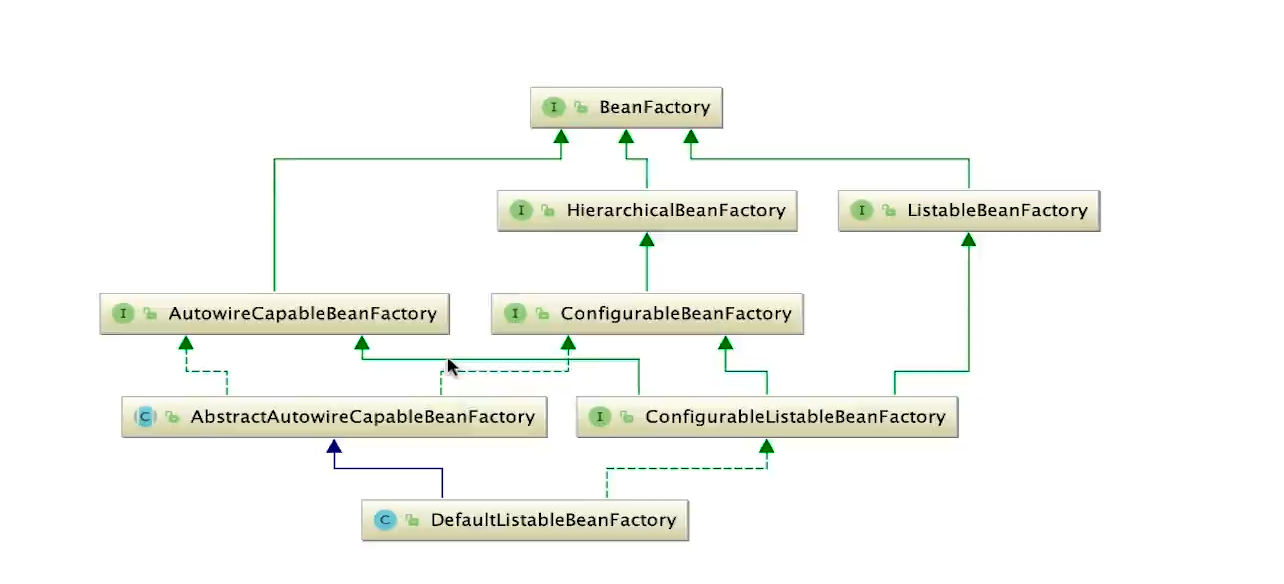 I BeanFactory
I HierarchicalBeanFactory
I ListableBeanFactory
I AutowireCapableBeanFactory
I ConfigurableBeanFactory
C AbstractAutowireCapableBeanFactory
I ConfigurableListableBeanFactory
C DefaultListableBeanFactory